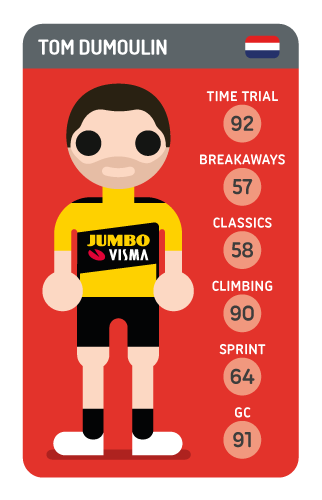 TOM DUMOULIN
TIME TRIAL
92
BREAKAWAYS
57
CLASSICS
58
JUMBO
VISMA
CLIMBING
90
SPRINT
64
GC
91